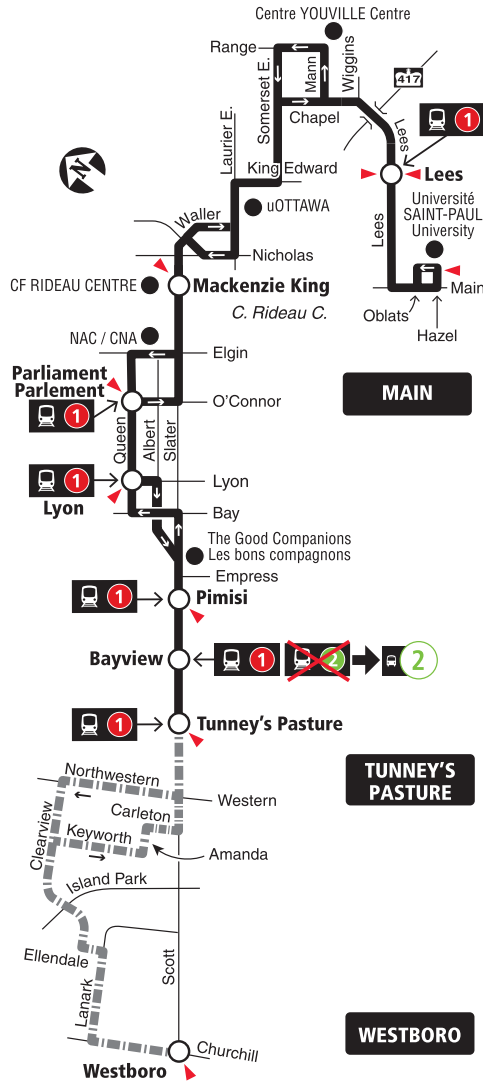 Centre YOUVILLE Centre
Range
Somerset E.
Mann
Wiggins
417
Chapel
Lees
1
Lees
Laurier E.
King Edward
uOTTAWA
Waller
Nicholas
Lees
Université
SAINT-PAUL
University
Main
Oblats
Hazel
CF RIDEAU CENTRE
Mackenzie King
C. Rideau C.
NAC / CNA
Elgin
Parliament
Parlement
1
O'Connor
MAIN
Queen
Albert
Slater
1
Lyon
Lyon
Bay
The Good Companions
Les bons compagnons
Empress
1
Pimisi
Bayview
1
2
2
1
Tunney's Pasture
Northwestern
Western
TUNNEY'S
PASTURE
Carleton
Clearview
Keyworth
Amanda
Island Park
Ellendale
Scott
Lanark
Churchill
Westboro
WESTBORO
N